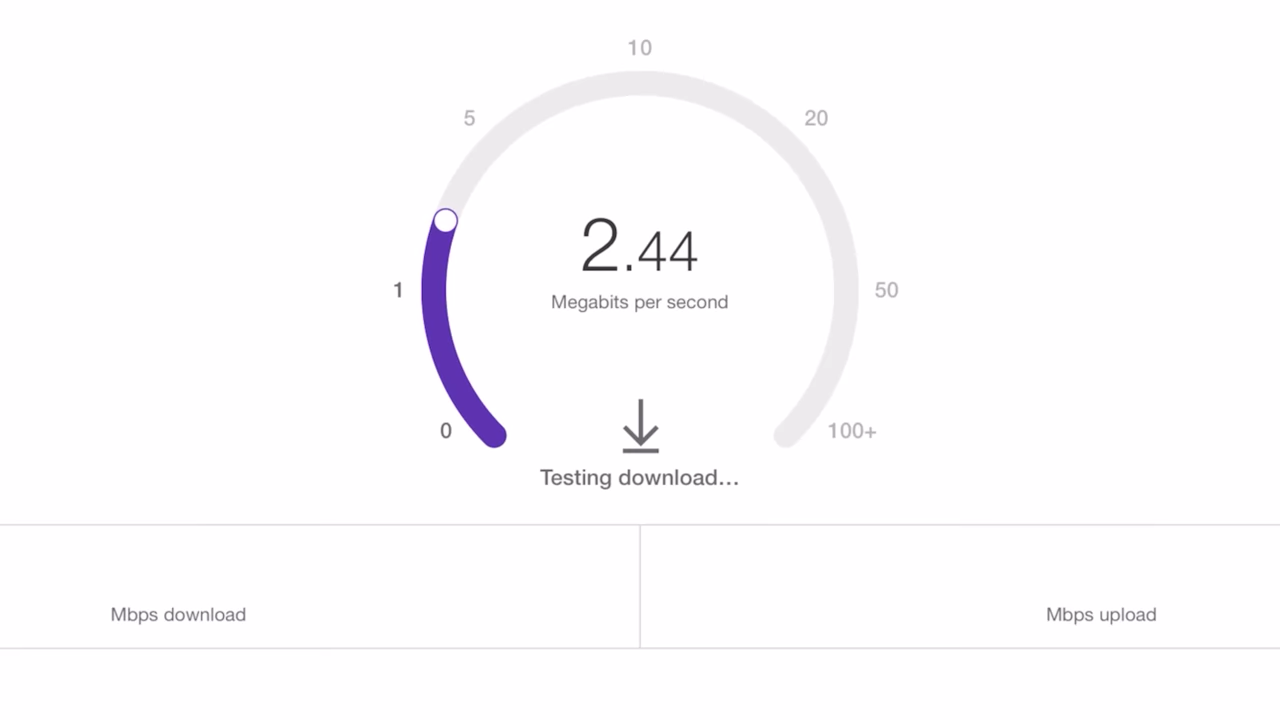 10
5
20
2.44
Megabits per second
1
50
0
100+
Testing download...
Mbps download
Mbps upload